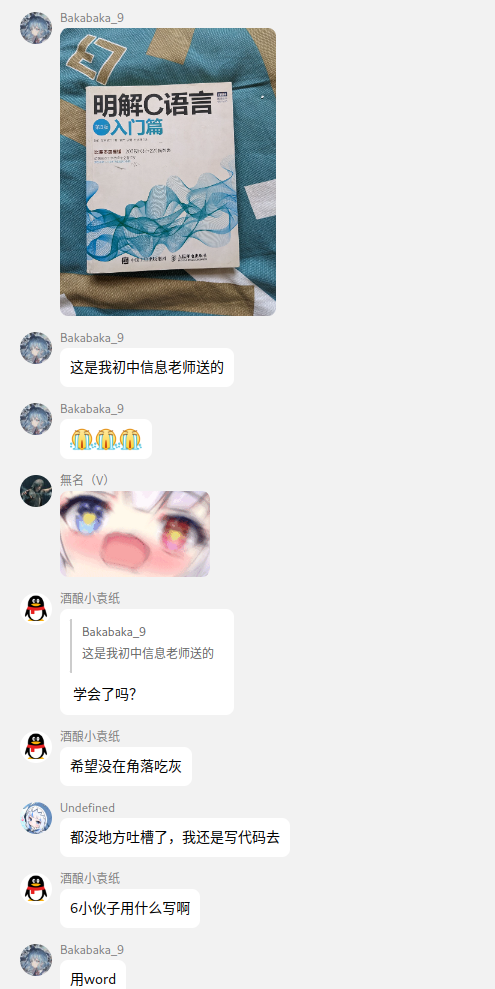 Bakabaka_9
明解C语言
第3版
入门篇
Bakabaka_9
这是我初中信息老师送的
Bakabaka_9
無名（V）
酒酿小袁纸
Bakabaka_9
这是我初中信息老师送的
学会了吗？
酒酿小袁纸
希望没在角落吃灰
Undefined
都没地方吐槽了，我还是写代码去
酒酿小袁纸
6小伙子用什么写啊
Bakabaka_9
用word